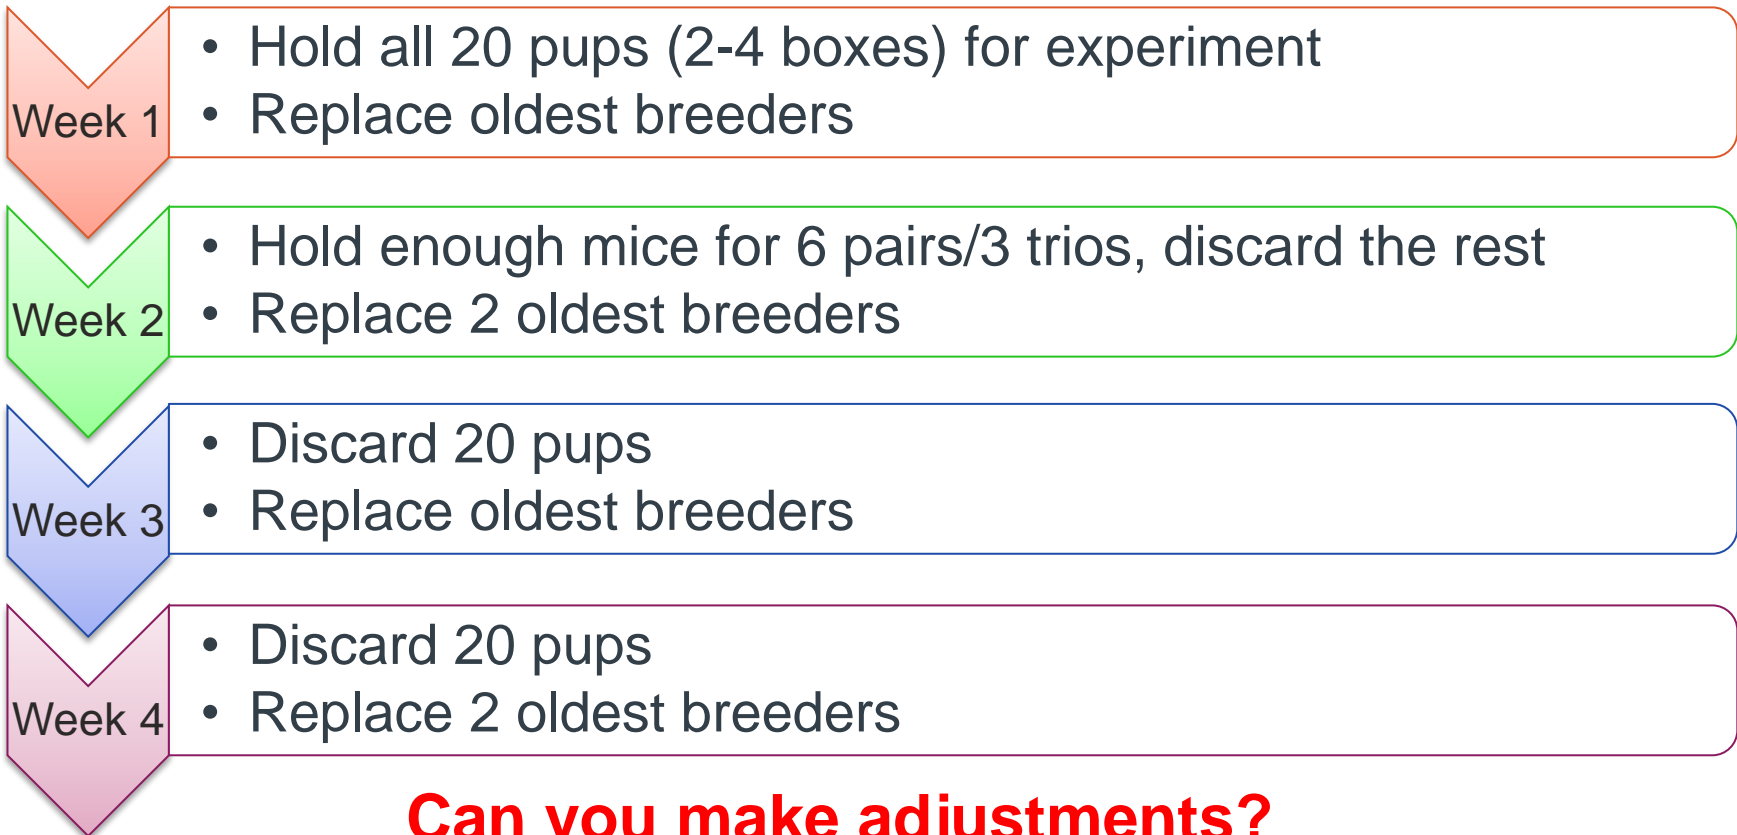 Week 1
• Hold all 20 pups (2-4 boxes) for experiment
• Replace oldest breeders
Week 2
• Hold enough mice for 6 pairs/3 trios, discard the rest
• Replace 2 oldest breeders
Week 3
• Discard 20 pups
• Replace oldest breeders
Week 4
• Discard 20 pups
• Replace 2 oldest breeders
Can you make adjustments?